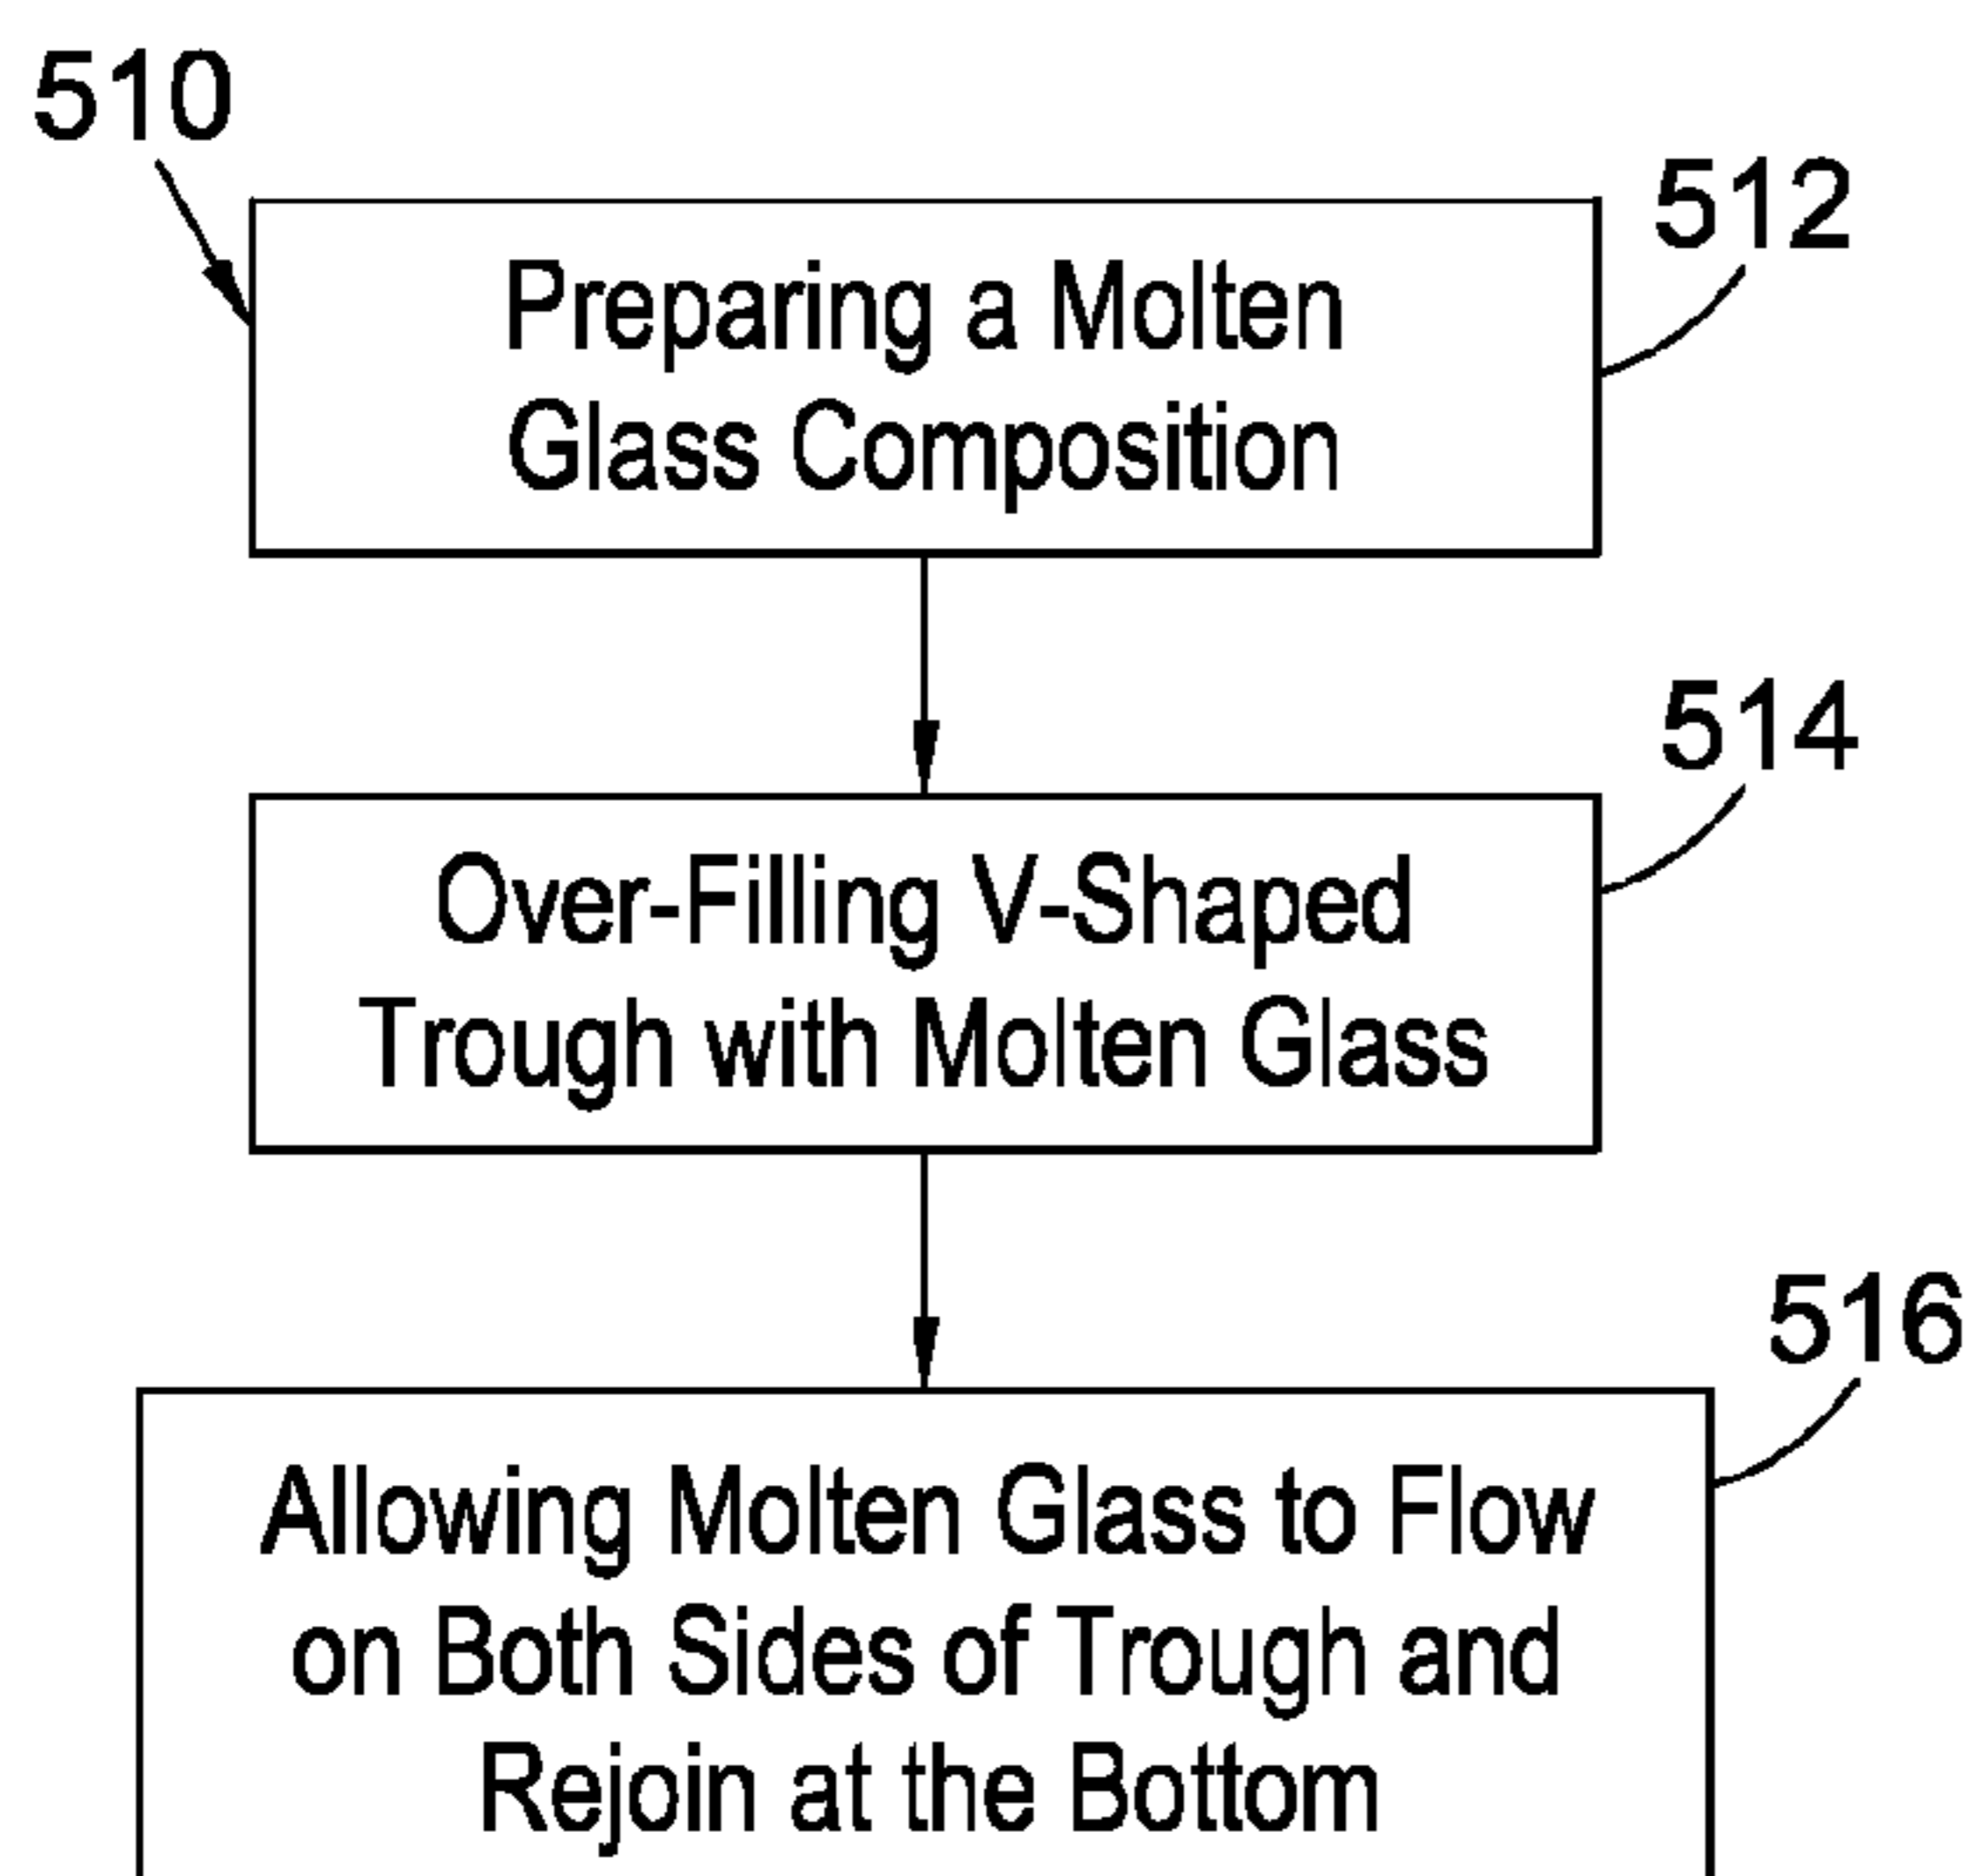 510
512
Preparing a Molten
Glass Composition
514
Over-Filling V-Shaped
Trough with Molten Glass
516
Allowing Molten Glass to Flow
on Both Sides of Trough and
Rejoin at the Bottom